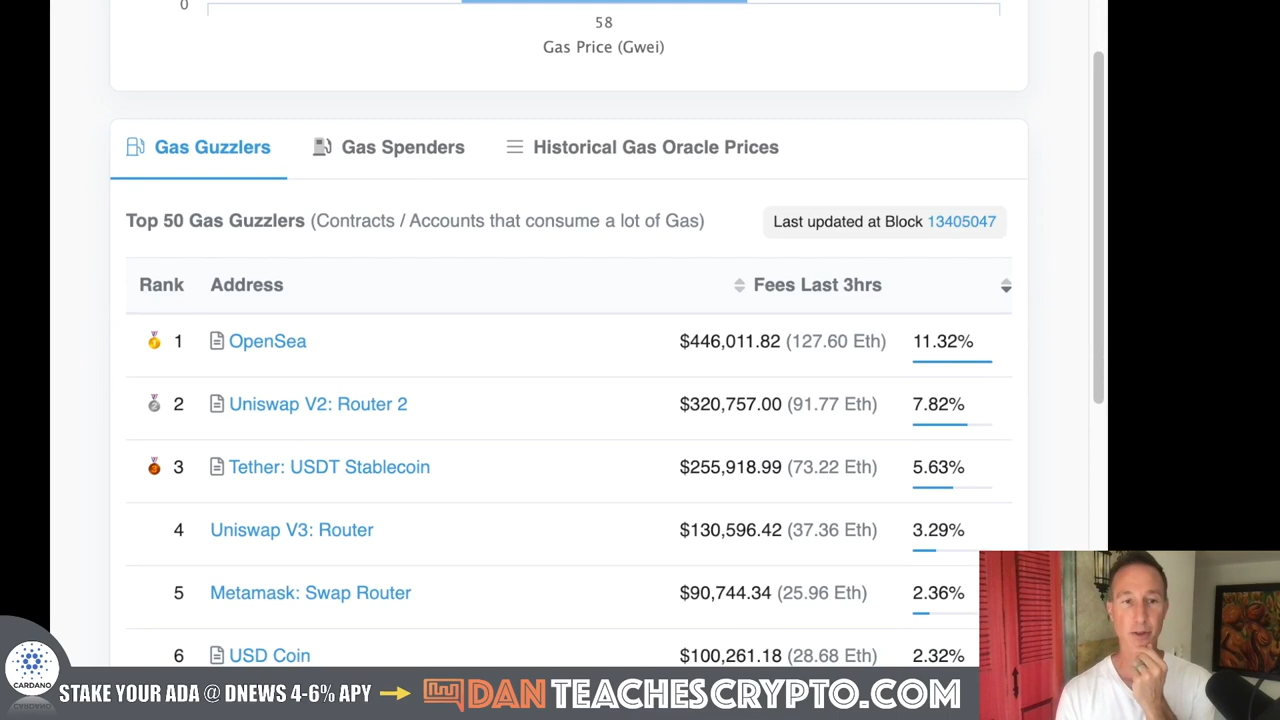 0
58
Gas Price (Gwei)
Gas Guzzlers Gas Spenders Historical Gas Oracle Prices
Top 50 Gas Guzzlers (Contracts / Accounts that consume a lot of Gas) Last updated at Block 13405047
Rank Address Fees Last 3hrs
1 OpenSea $446,011.82 (127.60 Eth) 11.32%
2 Uniswap V2: Router 2 $320,757.00 (91.77 Eth) 7.82%
3 Tether: USDT Stablecoin $255,918.99 (73.22 Eth) 5.63%
4 Uniswap V3: Router $130,596.42 (37.36 Eth) 3.29%
5 Metamask: Swap Router $90,744.34 (25.96 Eth) 2.36%
6 USD Coin $100,261.18 (28.68 Eth) 2.32%
CARDANO
STAKE YOUR ADA @ DNEWS 4-6% APY DANTEACHESCRYPTO.COM